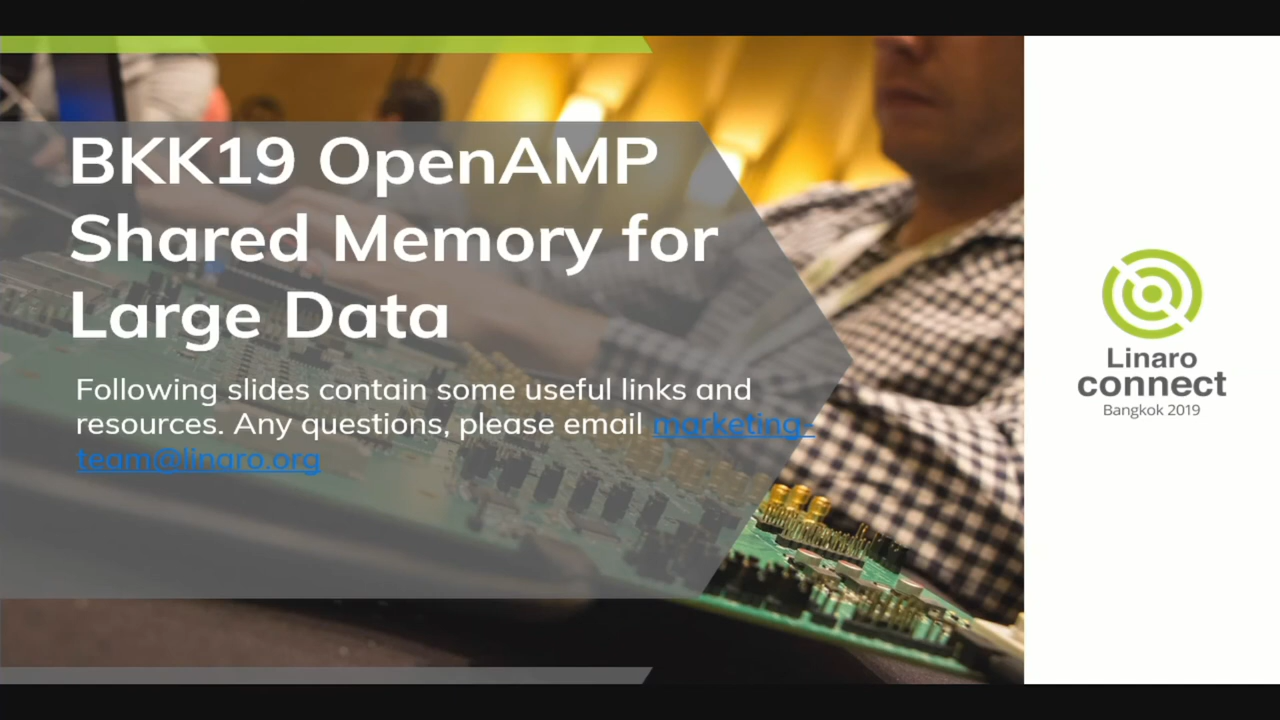 BKK19 OpenAMP
Shared Memory for
Large Data
Following slides contain some useful links and
resources. Any questions, please email marketing-
team@linaro.org
Linaro
connect
Bangkok 2019